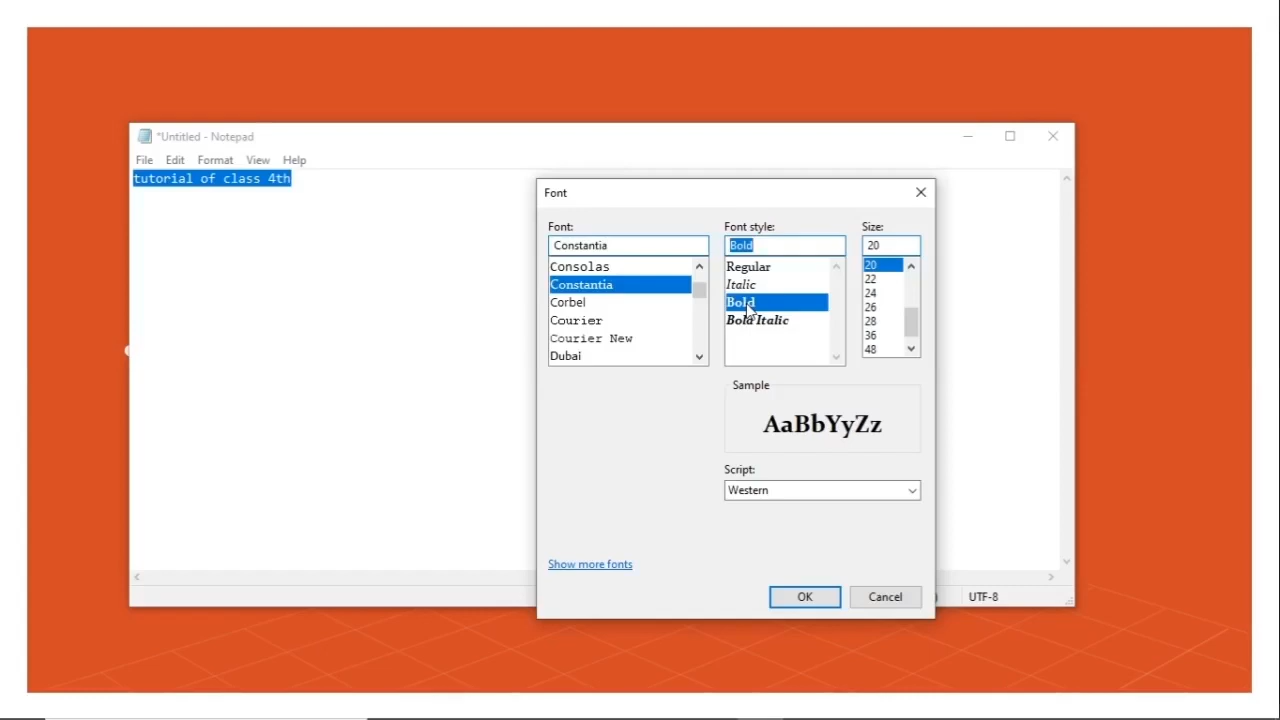 *Untitled - Notepad
File Edit Format View Help
tutorial of class 4th
Font
Font: Font style: Size:
Constantia Bold 20
Consolas Regular 20
Constantia Italic 22
Corbel Bold 24
Courier Bold Italic 26
Courier New 28
Dubai 36
48
Sample
AaBbYyZz
Script:
Western
Show more fonts
OK Cancel
) UTF-8